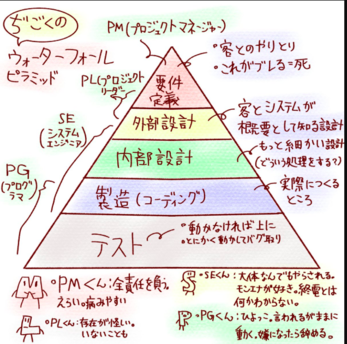 ぢごくの
ウォーターフォール
ピラミッド
PM(プロジェクトマネージャー)
PL(プロジェクト
リーダー)
SE
(システム
エンジニア)
PG
(プログ
ラマ)
要件
定義
・客とのやりとり
・これがブレる=死
外部設計
客とシステムが
概要として知る設計
内部設計
もっと細かい設計
(どういう処理をする?)
製造(コーディング)
実際につくる
ところ
テスト
・動かなければ上に
・とにかく動かしてバグ取り
・PMくん:全責任を負う。
えらい。病みやすい
・PLくん:存在が怪しい。
いないことも
・SEくん:大体なんでもやらされる。
モンエナが好き。終電とは
何かわからない。
・PGくん:ひよっこ。言われるがままに
動く。嫌になったら辞める。